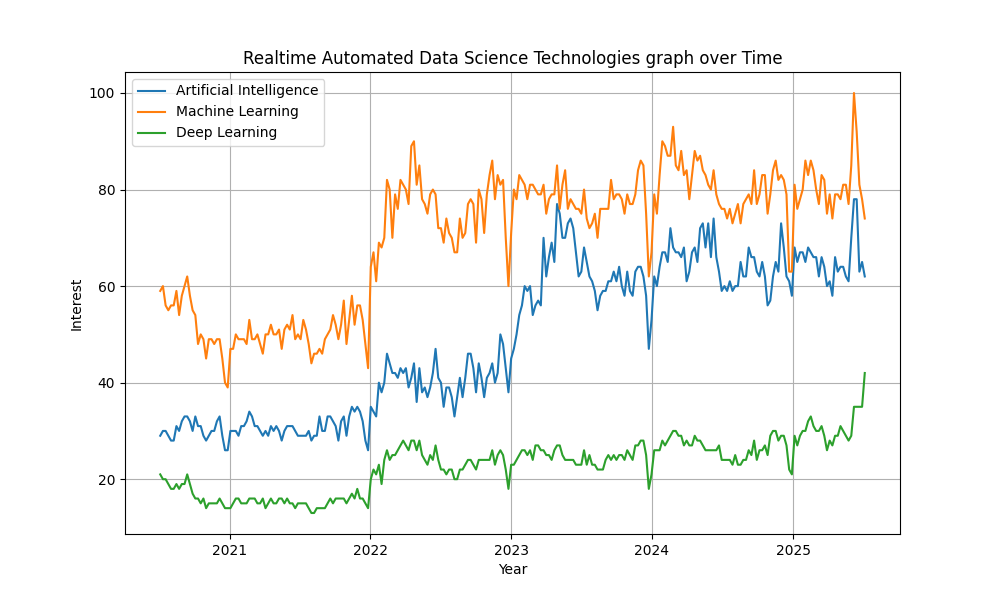 Realtime Automated Data Science Technologies graph over Time
Artificial Intelligence
Machine Learning
Deep Learning
100
80
60
40
20
Interest
2021
2022
2023
2024
2025
Year